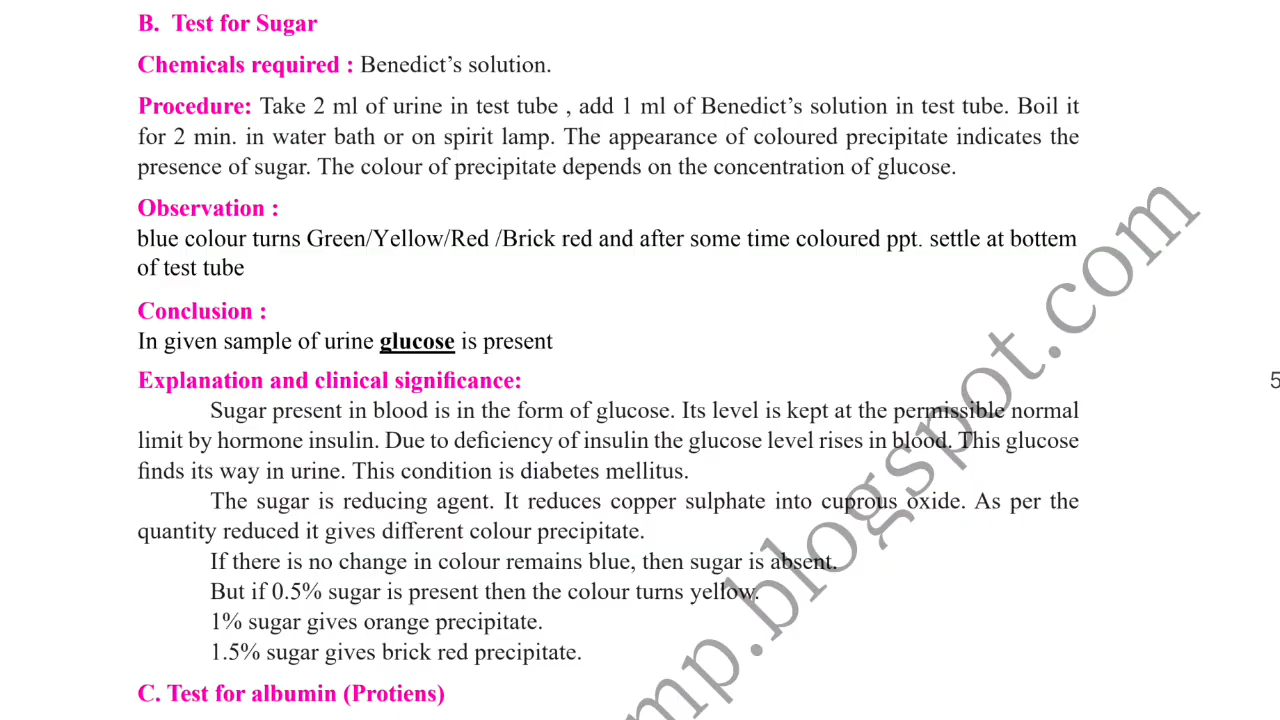 B. Test for Sugar
Chemicals required : Benedict’s solution.
Procedure: Take 2 ml of urine in test tube , add 1 ml of Benedict’s solution in test tube. Boil it
for 2 min. in water bath or on spirit lamp. The appearance of coloured precipitate indicates the
presence of sugar. The colour of precipitate depends on the concentration of glucose.
Observation :
blue colour turns Green/Yellow/Red /Brick red and after some time coloured ppt. settle at bottem
of test tube
Conclusion :
In given sample of urine glucose is present
Explanation and clinical significance:
Sugar present in blood is in the form of glucose. Its level is kept at the permissible normal
limit by hormone insulin. Due to deficiency of insulin the glucose level rises in blood. This glucose
finds its way in urine. This condition is diabetes mellitus.
The sugar is reducing agent. It reduces copper sulphate into cuprous oxide. As per the
quantity reduced it gives different colour precipitate.
If there is no change in colour remains blue, then sugar is absent.
But if 0.5% sugar is present then the colour turns yellow.
1% sugar gives orange precipitate.
1.5% sugar gives brick red precipitate.
C. Test for albumin (Protiens)
mp.blogspot.com
5